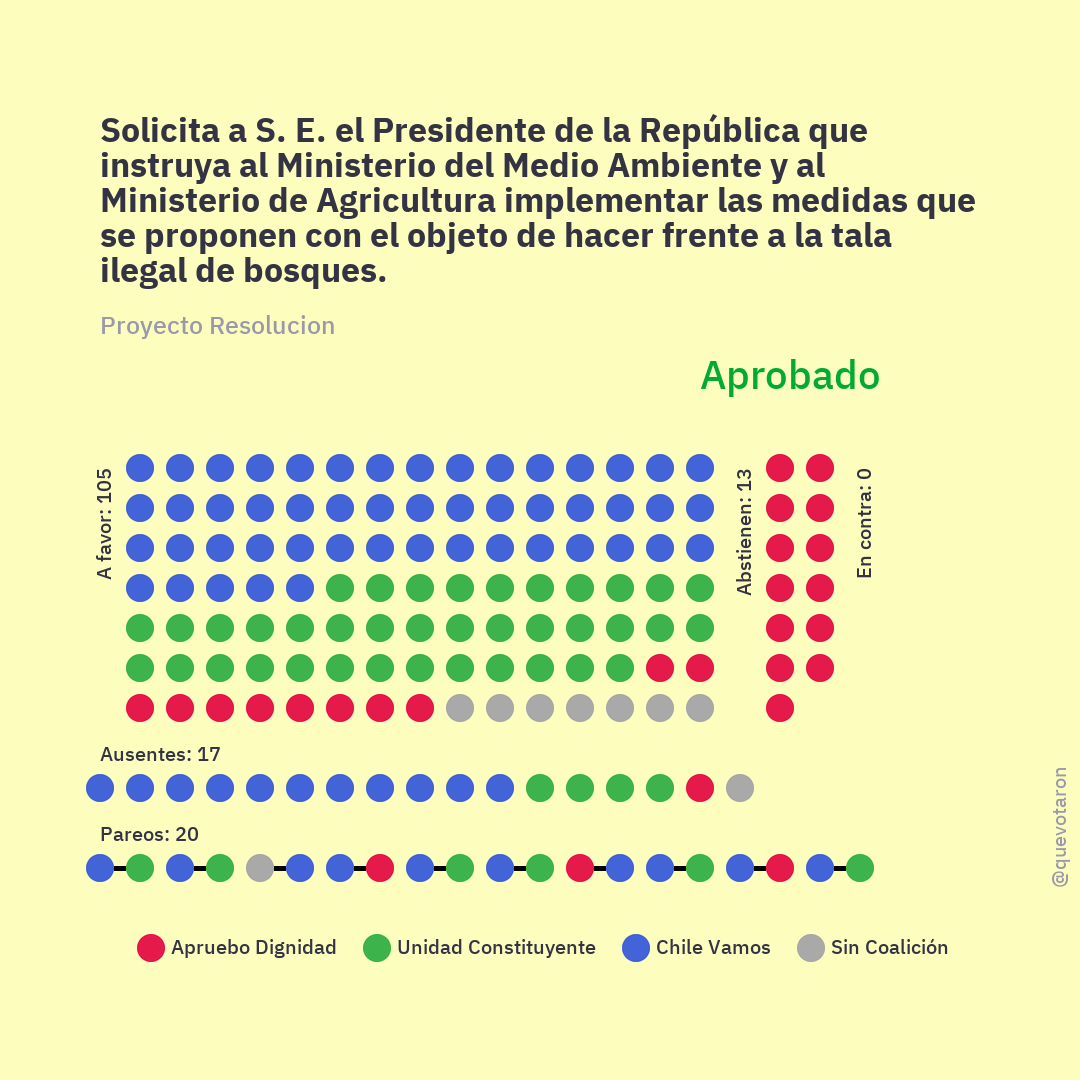 Solicita a S. E. el Presidente de la República que
instruya al Ministerio del Medio Ambiente y al
Ministerio de Agricultura implementar las medidas que
se proponen con el objeto de hacer frente a la tala
ilegal de bosques.
Proyecto Resolucion
Aprobado
A favor: 105
Abstienen: 13
En contra: 0
Ausentes: 17
Pareos: 20
@quevotaron
Apruebo Dignidad
Unidad Constituyente
Chile Vamos
Sin Coalición